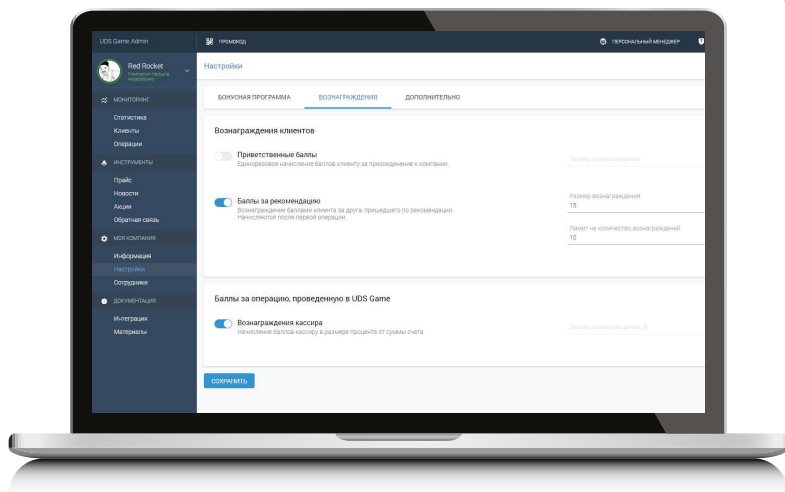 UDS Game Admin
ПРОМОКОД
ПЕРСОНАЛЬНЫЙ МЕНЕДЖЕР
Red Rocket
Компания прошла
модерацию
Настройки
МОНИТОРИНГ
Статистика
Клиенты
Операции
ИНСТРУМЕНТЫ
Прайс
Новости
Акции
Обратная связь
МОЯ КОМПАНИЯ
Информация
Настройки
Сотрудники
ДОКУМЕНТАЦИЯ
Интеграция
Материалы
БОНУСНАЯ ПРОГРАММА
ВОЗНАГРАЖДЕНИЯ
ДОПОЛНИТЕЛЬНО
Вознаграждения клиентов
Приветственные баллы
Единоразовое начисление баллов клиенту за присоединение к компании.
Размер вознаграждения
Баллы за рекомендацию
Вознаграждение баллами клиента за друга, пришедшего по рекомендации.
Начисляются после первой операции.
Размер вознаграждения
15
Лимит на количество вознаграждений
10
Баллы за операцию, проведенную в UDS Game
Вознаграждения кассира
Начисление баллов кассиру в размере процента от суммы счета.
Размер вознаграждения, %
СОХРАНИТЬ